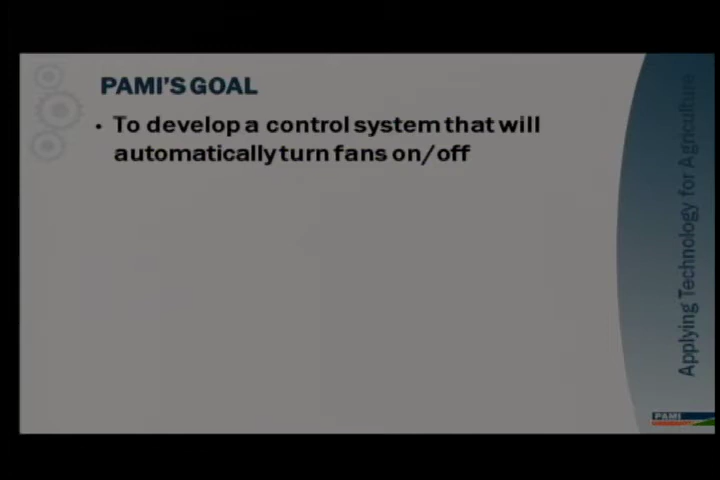 PAMI'S GOAL
• To develop a control system that will
automatically turn fans on/off
Applying Technology for Agriculture
PAMI